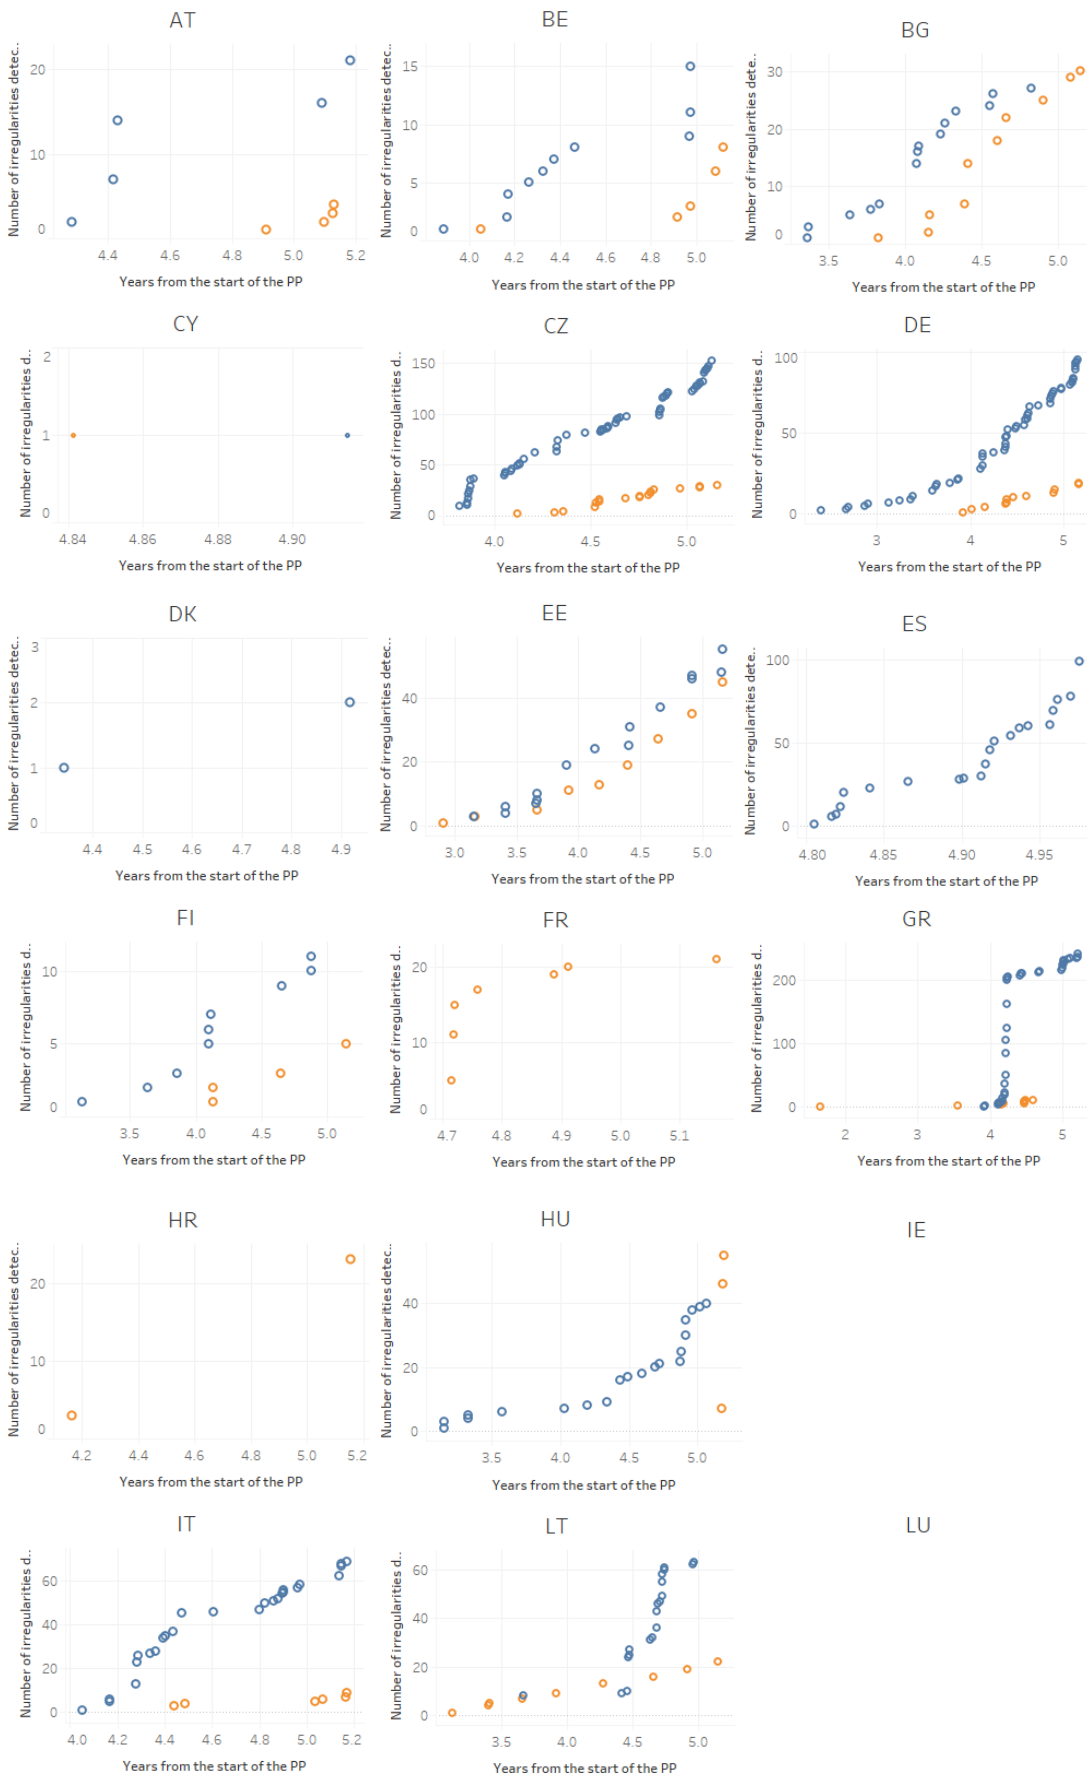 AT
Number of irregularities detec..
20
10
0
4.4 4.6 4.8 5.0 5.2
Years from the start of the PP
BE
Number of irregularities detec..
15
10
5
0
4.0 4.2 4.4 4.6 4.8 5.0
Years from the start of the PP
BG
Number of irregularities dete..
30
20
10
0
3.5 4.0 4.5 5.0
Years from the start of the PP
CY
Number of irregularities d..
2
1
0
4.84 4.86 4.88 4.90
Years from the start of the PP
CZ
Number of irregularities d..
150
100
50
0
4.0 4.5 5.0
Years from the start of the PP
DE
Number of irregularities d..
100
50
0
3 4 5
Years from the start of the PP
DK
Number of irregularities detec..
3
2
1
0
4.4 4.5 4.6 4.7 4.8 4.9
Years from the start of the PP
EE
Number of irregularities detec..
40
20
0
3.0 3.5 4.0 4.5 5.0
Years from the start of the PP
ES
Number of irregularities dete..
100
50
0
4.80 4.85 4.90 4.95
Years from the start of the PP
FI
Number of irregularities d..
10
5
0
3.5 4.0 4.5 5.0
Years from the start of the PP
FR
Number of irregularities d..
20
10
0
4.7 4.8 4.9 5.0 5.1
Years from the start of the PP
GR
Number of irregularities d..
200
100
0
2 3 4 5
Years from the start of the PP
HR
Number of irregularities detec..
20
10
0
4.2 4.4 4.6 4.8 5.0 5.2
Years from the start of the PP
HU
Number of irregularities detec..
40
20
0
3.5 4.0 4.5 5.0
Years from the start of the PP
IE
IT
Number of irregularities d..
60
40
20
0
4.0 4.2 4.4 4.6 4.8 5.0 5.2
Years from the start of the PP
LT
Number of irregularities d..
60
40
20
0
3.5 4.0 4.5 5.0
Years from the start of the PP
LU